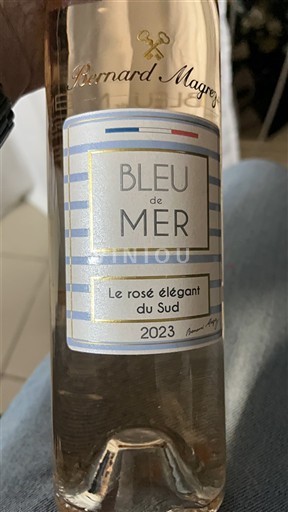 Bernard Magrez
BLEU
de
MER
VINIOU
Le rosé élégant
du Sud
2023